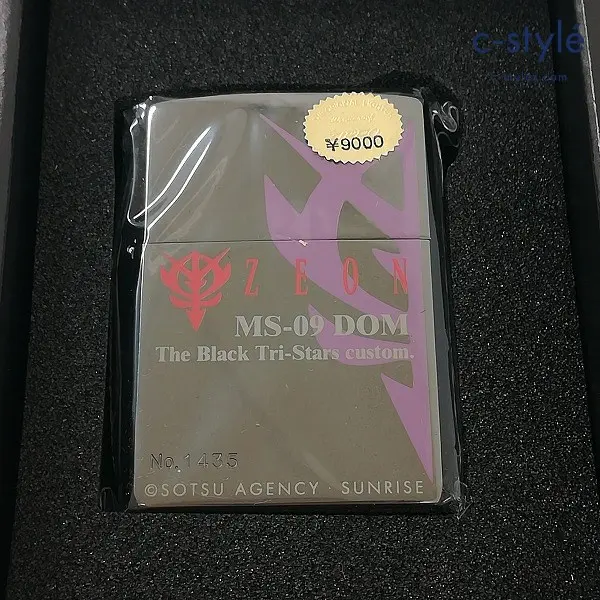 c-style
¥9000
ZEON
MS-09 DOM
The Black Tri-Stars custom.
No.1435
©SOTSU AGENCY · SUNRISE